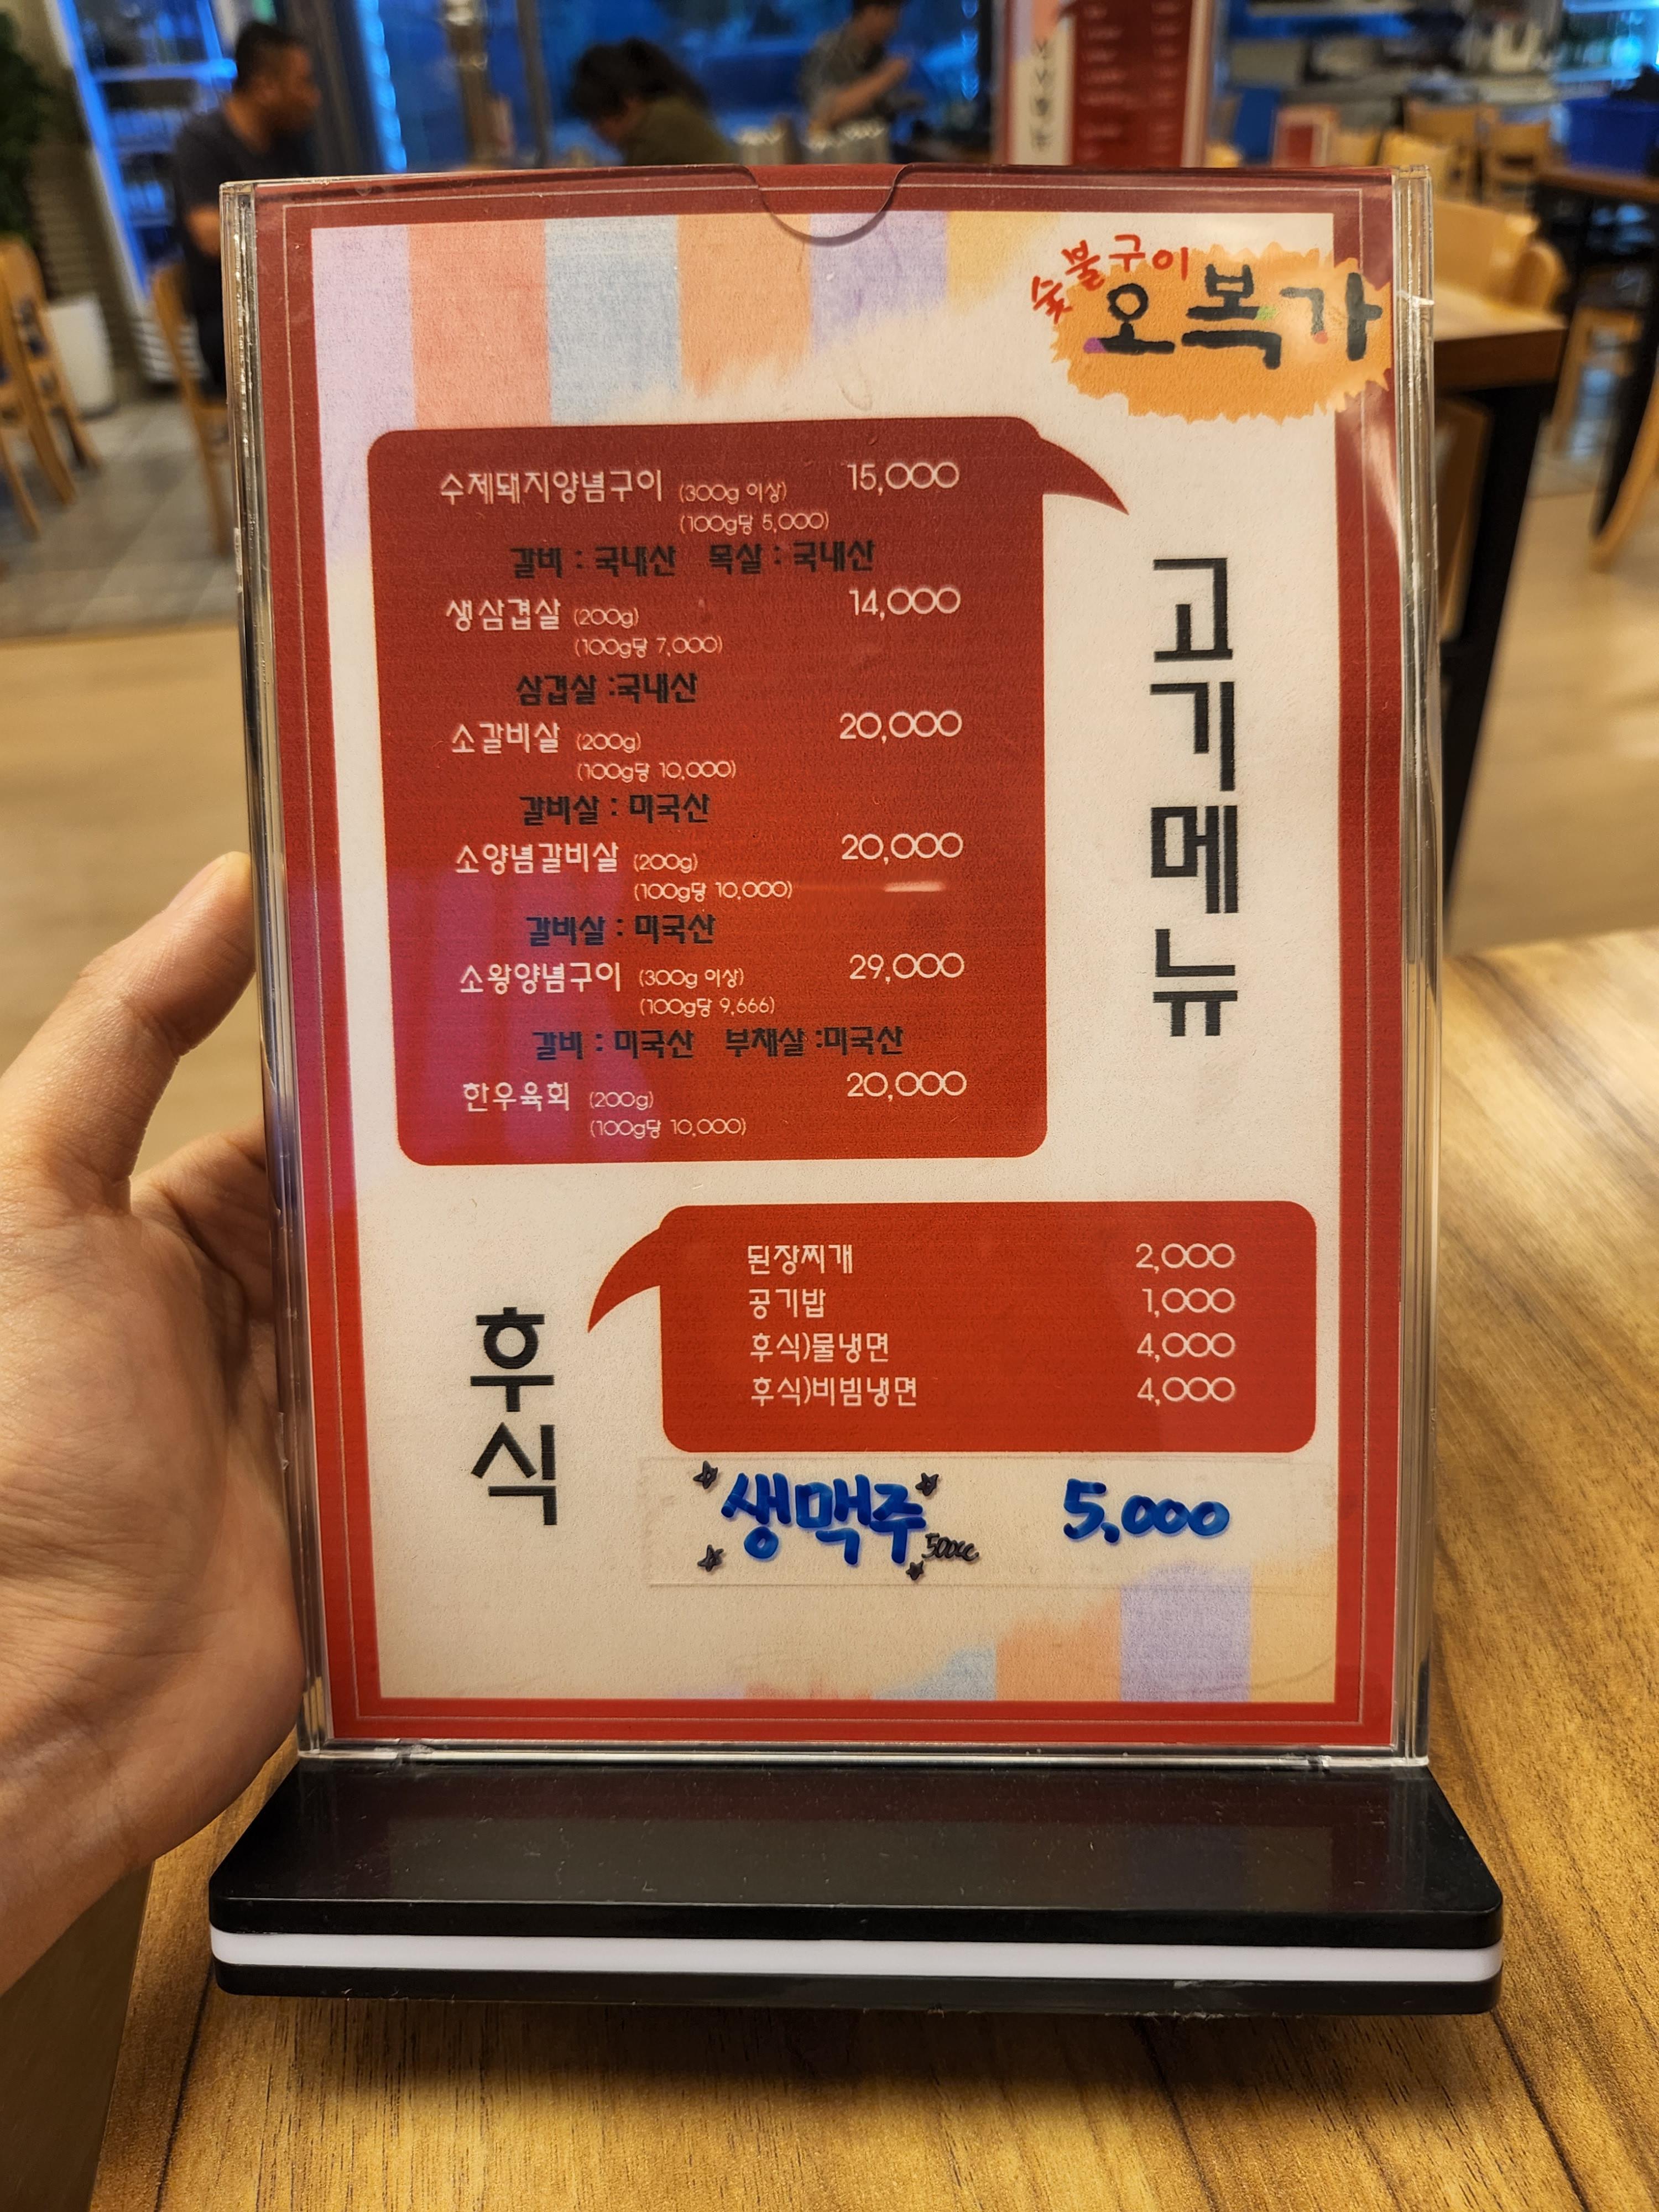 숯불구이
오복가
고기메뉴
수제돼지양념구이 (300g 이상) 15,000
(100g당 5,000)
갈비 : 국내산 목살 : 국내산
생삼겹살 (200g) 14,000
(100g당 7,000)
삼겹살 :국내산
소갈비살 (200g) 20,000
(100g당 10,000)
갈비살 : 미국산
소양념갈비살 (200g) 20,000
(100g당 10,000)
갈비살 : 미국산
소왕양념구이 (300g 이상) 29,000
(100g당 9,666)
갈비 : 미국산 부채살 :미국산
한우육회 (200g) 20,000
(100g당 10,000)
후식
된장찌개 2,000
공기밥 1,000
후식)물냉면 4,000
후식)비빔냉면 4,000
생맥주 500cc 5,000